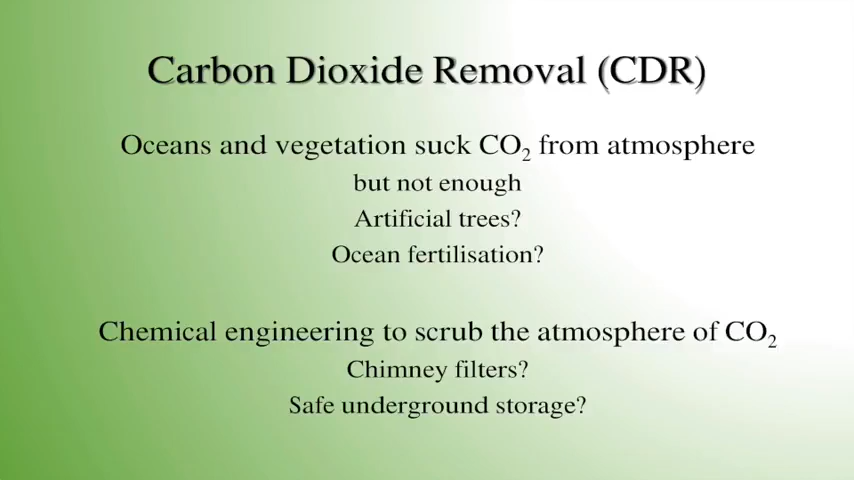 Carbon Dioxide Removal (CDR)
Oceans and vegetation suck CO₂ from atmosphere
but not enough
Artificial trees?
Ocean fertilisation?
Chemical engineering to scrub the atmosphere of CO₂
Chimney filters?
Safe underground storage?